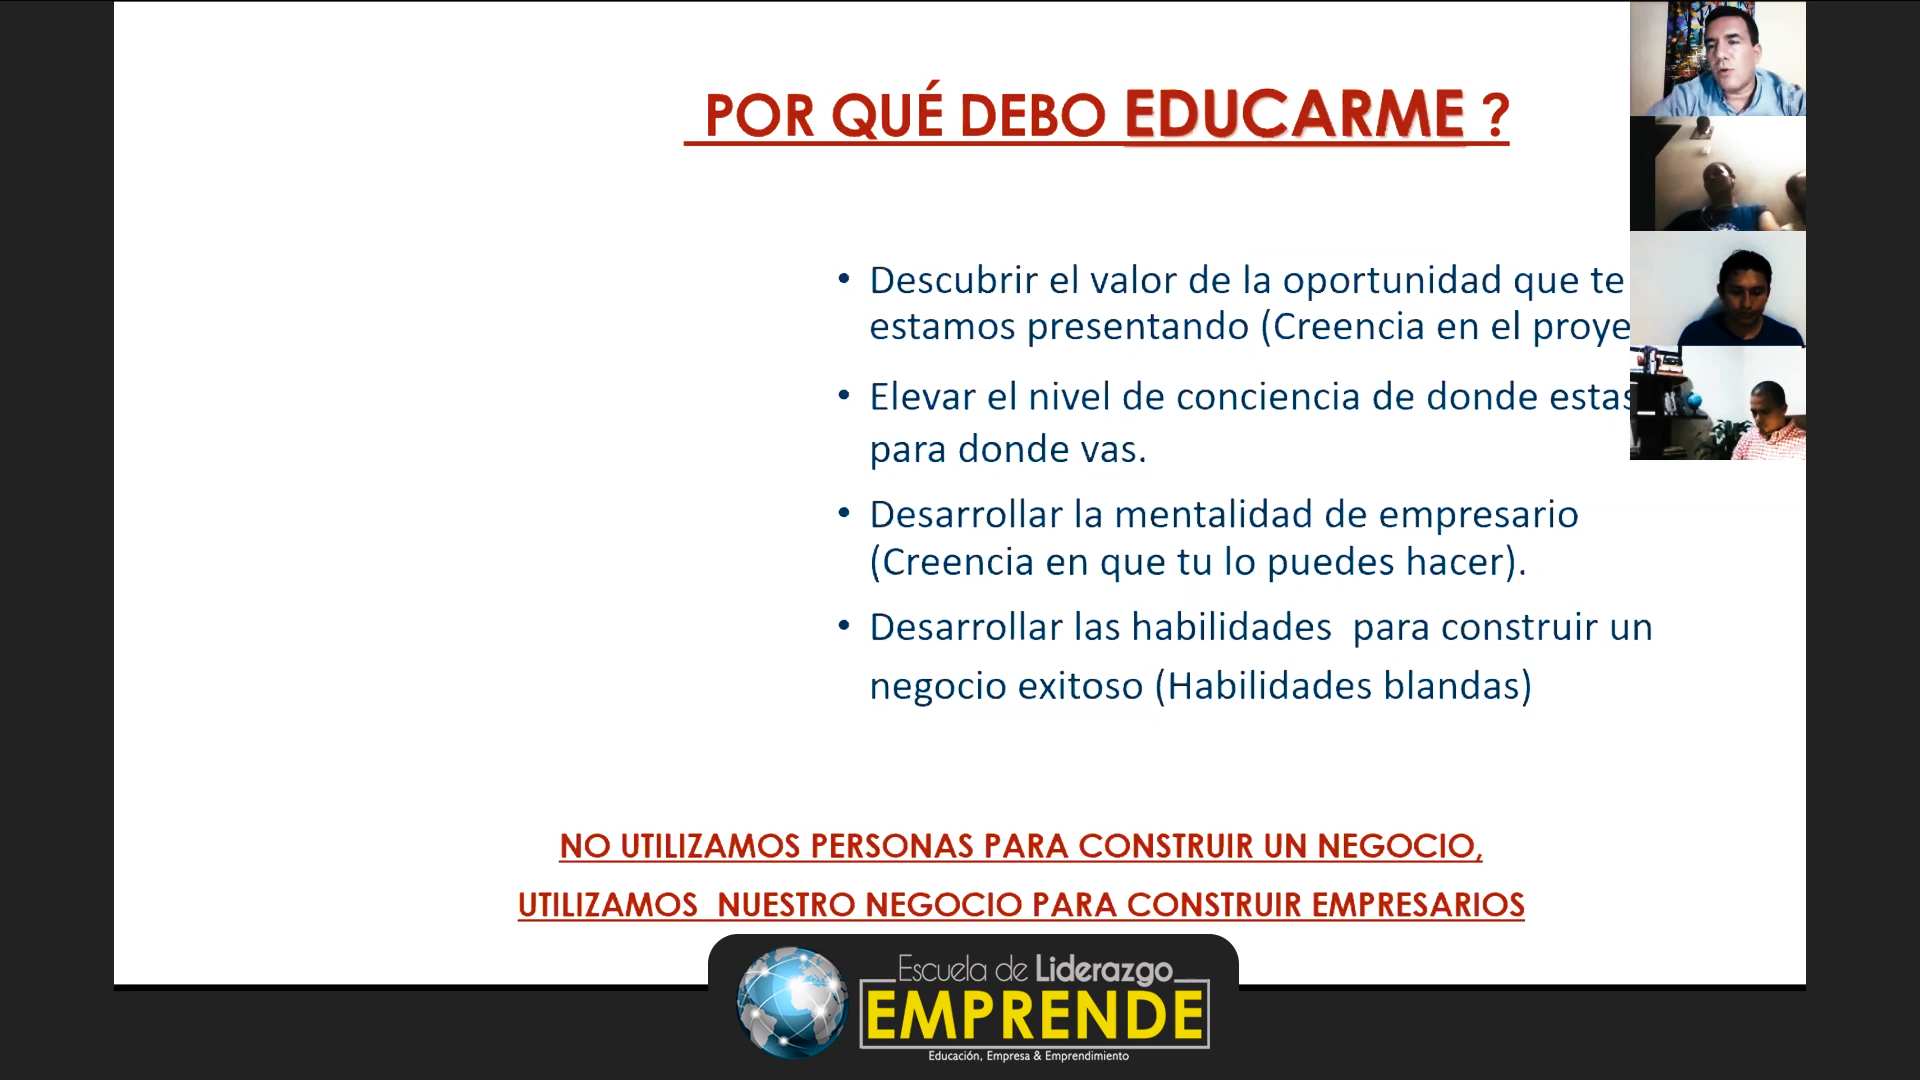 POR QUÉ DEBO EDUCARME ?
• Descubrir el valor de la oportunidad que te
estamos presentando (Creencia en el
• Elevar el nivel de conciencia de donde estas
para donde vas.
• Desarrollar la mentalidad de empresario
(Creencia en que tu lo puedes hacer).
• Desarrollar las habilidades para construir un
negocio exitoso (Habilidades blandas)
NO UTILIZAMOS PERSONAS PARA CONSTRUIR UN NEGOCIO,
UTILIZAMOS NUESTRO NEGOCIO PARA CONSTRUIR EMPRESARIOS
Escuela de Liderazgo
EMPRENDE
Educación, Empresa & Emprendimiento